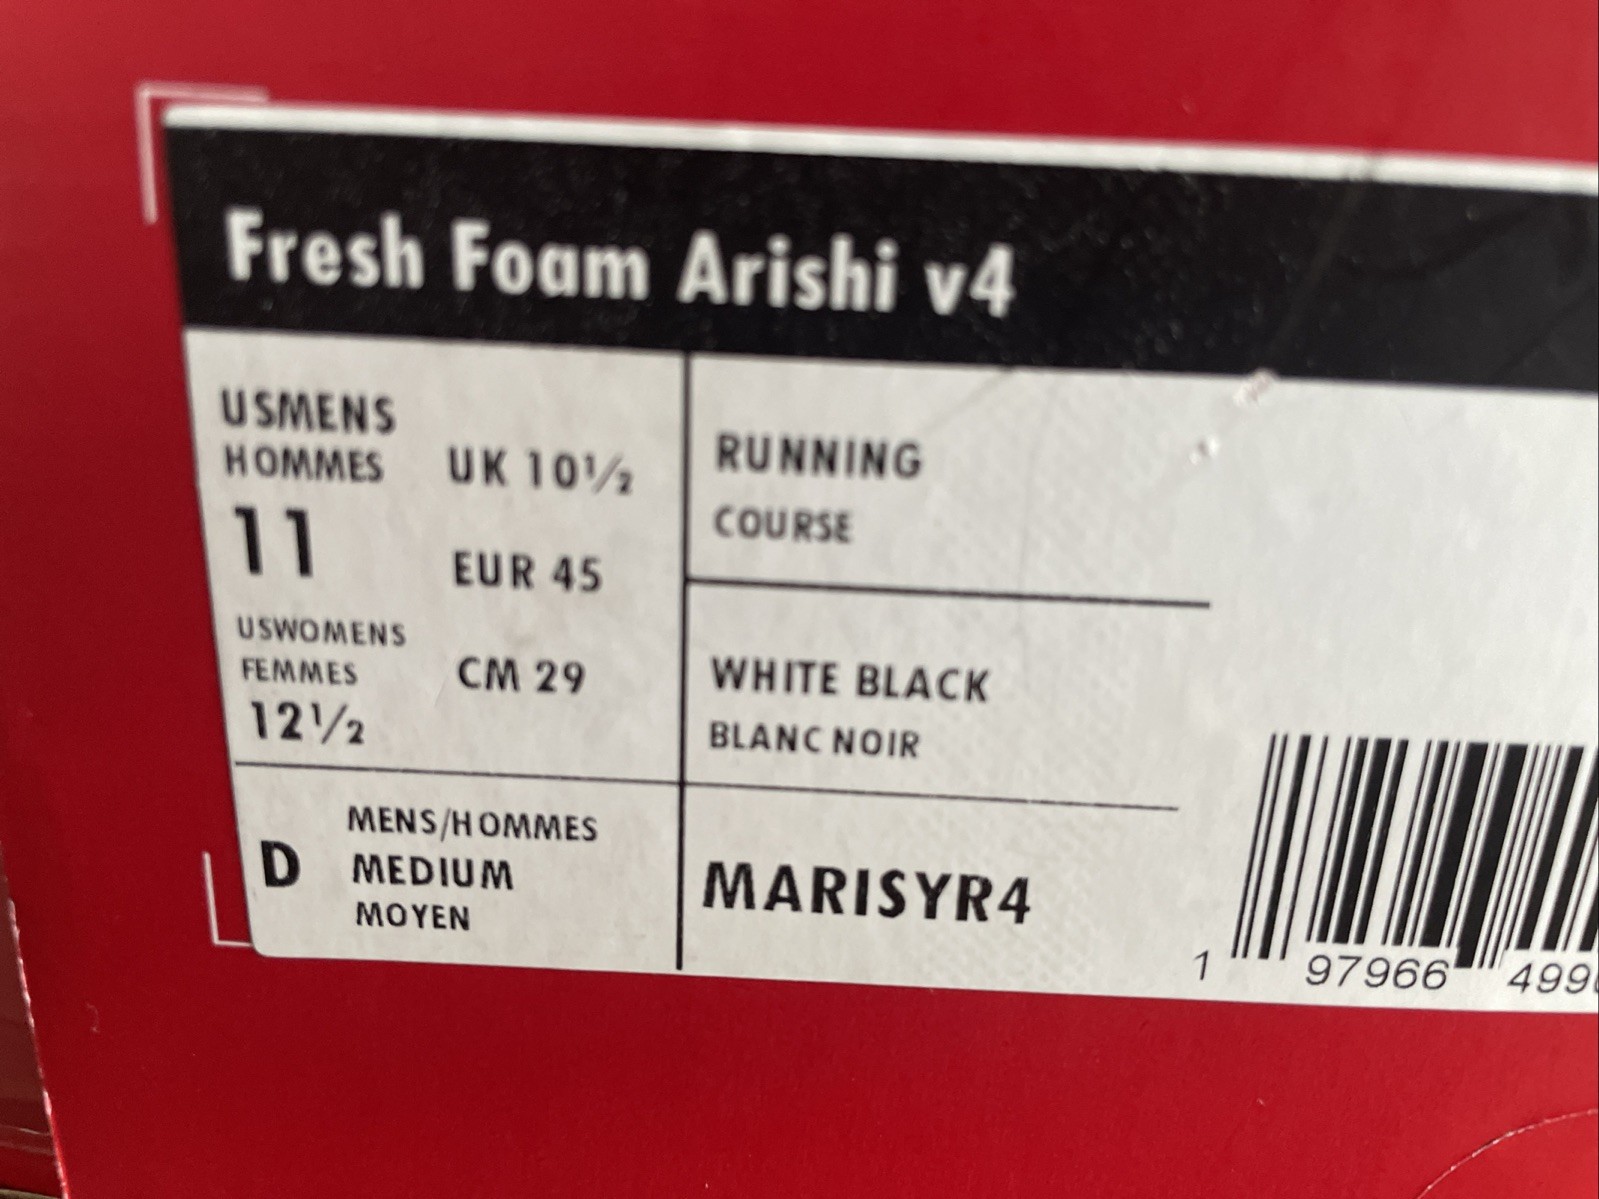 Fresh Foam Arishi v4
USMENS
HOMMES
11
UK 10½
EUR 45
USWOMENS
FEMMES
12½
CM 29
D
MENS/HOMMES
MEDIUM
MOYEN
RUNNING
COURSE
WHITE BLACK
BLANC NOIR
MARISYR4
1 97966 499